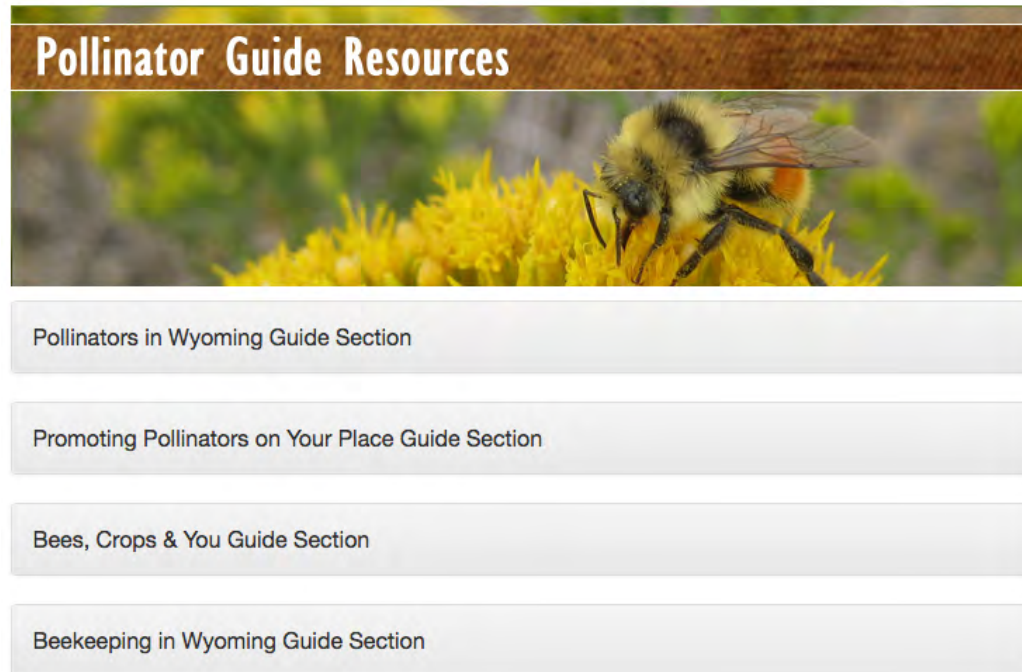 Pollinator Guide Resources
Pollinators in Wyoming Guide Section
Promoting Pollinators on Your Place Guide Section
Bees, Crops & You Guide Section
Beekeeping in Wyoming Guide Section